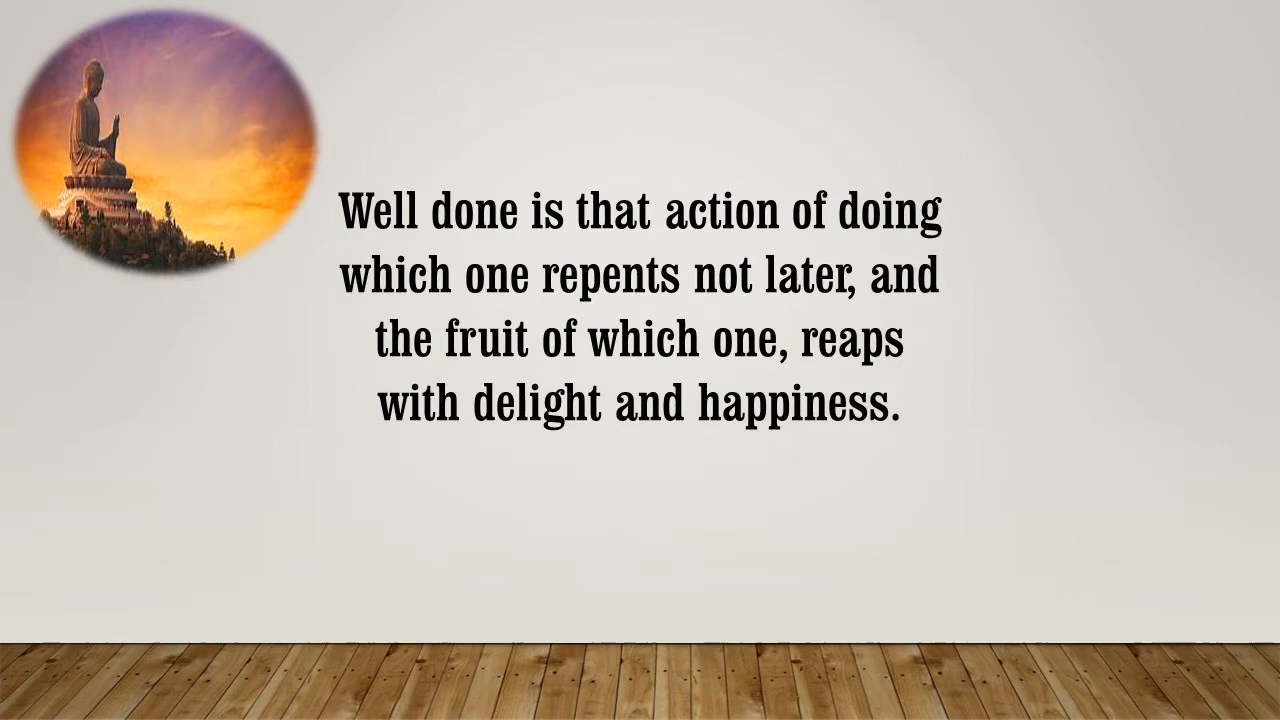 Well done is that action of doing
which one repents not later, and
the fruit of which one, reaps
with delight and happiness.